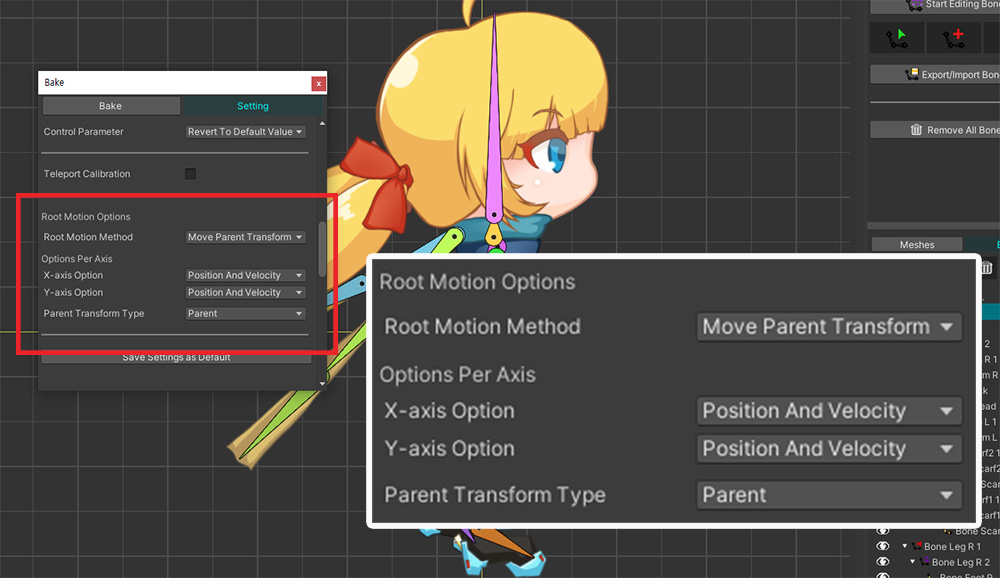 Start Editing Bone
Bake
Bake
Setting
Control Parameter
Revert To Default Value
Export/Import Bon
Remove All Bone
Teleport Calibration
Root Motion Options
Root Motion Method
Move Parent Transform
Options Per Axis
X-axis Option
Position And Velocity
Y-axis Option
Position And Velocity
Parent Transform Type
Parent
Save Settings as Default
Meshes
Root Motion Options
Root Motion Method
Move Parent Transform
Options Per Axis
X-axis Option
Position And Velocity
Y-axis Option
Position And Velocity
Parent Transform Type
Parent
Bone Scar
Bone Leg R 1
Bone Leg R 2
Bone Foot R